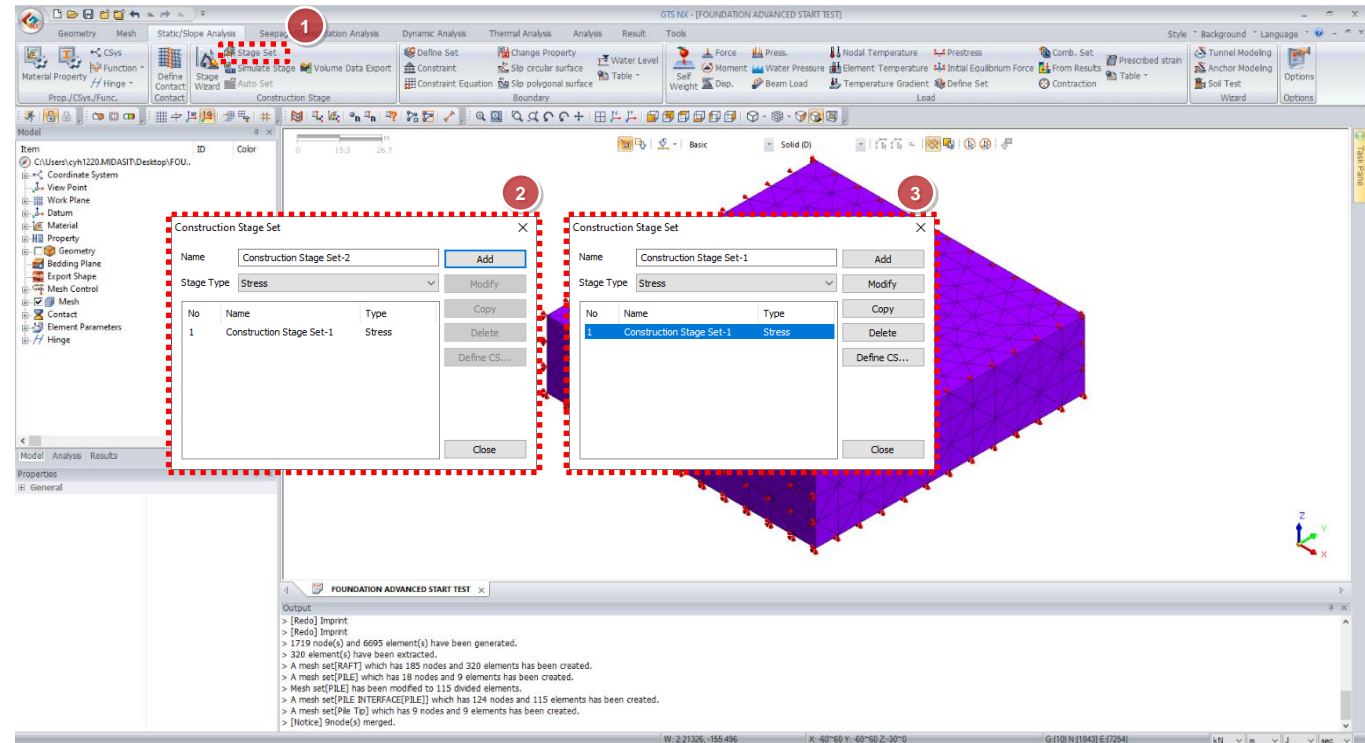 GTS NX - [FOUNDATION ADVANCED START TEST]
Geometry Mesh Static/Slope Analysis Dynamic Analysis Thermal Analysis Analysis Result Tools Style Background Language
1
Material Property
CSys
Function
Hinge
Prop./CSys./Func.
Define Contact
Contact
Stage Wizard
Stage Set
Simulate Stage
Auto Set
Volume Data Export
Construction Stage
Define Set
Constraint
Constraint Equation
Change Property
Slip circular surface
Slip polygonal surface
Water Level
Table
Boundary
Self Weight
Force
Moment
Disp.
Press.
Water Pressure
Beam Load
Nodal Temperature
Element Temperature
Temperature Gradient
Prestress
Initial Equilibrium Force
Define Set
Comb. Set
From Results
Contraction
Prescribed strain
Table
Load
Tunnel Modeling
Anchor Modeling
Soil Test
Wizard
Options
Options
Model
Item ID Color
C:\Users\cyh1220.MIDASIT\Desktop\FOU..
Coordinate System
View Point
Work Plane
Datum
Material
Property
Geometry
Bedding Plane
Export Shape
Mesh Control
Mesh
Contact
Element Parameters
Hinge
Model Analysis Results
Properties
General
0 13.3 26.7 m
Basic
Solid (D)
Task Pane
2
Construction Stage Set
Name Construction Stage Set-2 Add
Stage Type Stress Modify
No Name Type Copy
1 Construction Stage Set-1 Stress Delete
Define CS...
Close
3
Construction Stage Set
Name Construction Stage Set-1 Add
Stage Type Stress Modify
No Name Type Copy
1 Construction Stage Set-1 Stress Delete
Define CS...
Close
Z
Y
X
FOUNDATION ADVANCED START TEST
Output
> [Redo] Imprint
> [Redo] Imprint
> 1719 node(s) and 6695 element(s) have been generated.
> 320 element(s) have been extracted.
> A mesh set[RAFT] which has 185 nodes and 320 elements has been created.
> A mesh set[PILE] which has 18 nodes and 9 elements has been created.
> Mesh set[PILE] has been modified to 115 divided elements.
> A mesh set[PILE INTERFACE[PILE]] which has 124 nodes and 115 elements has been created.
> A mesh set[Pile Tip] which has 9 nodes and 9 elements has been created.
> [Notice] 9node(s) merged.
W: 2.21326, -155.496 X: -60~60 Y: -60~60 Z:-30~0 G:[10] N:[1843] E:[7254] kN m J sec